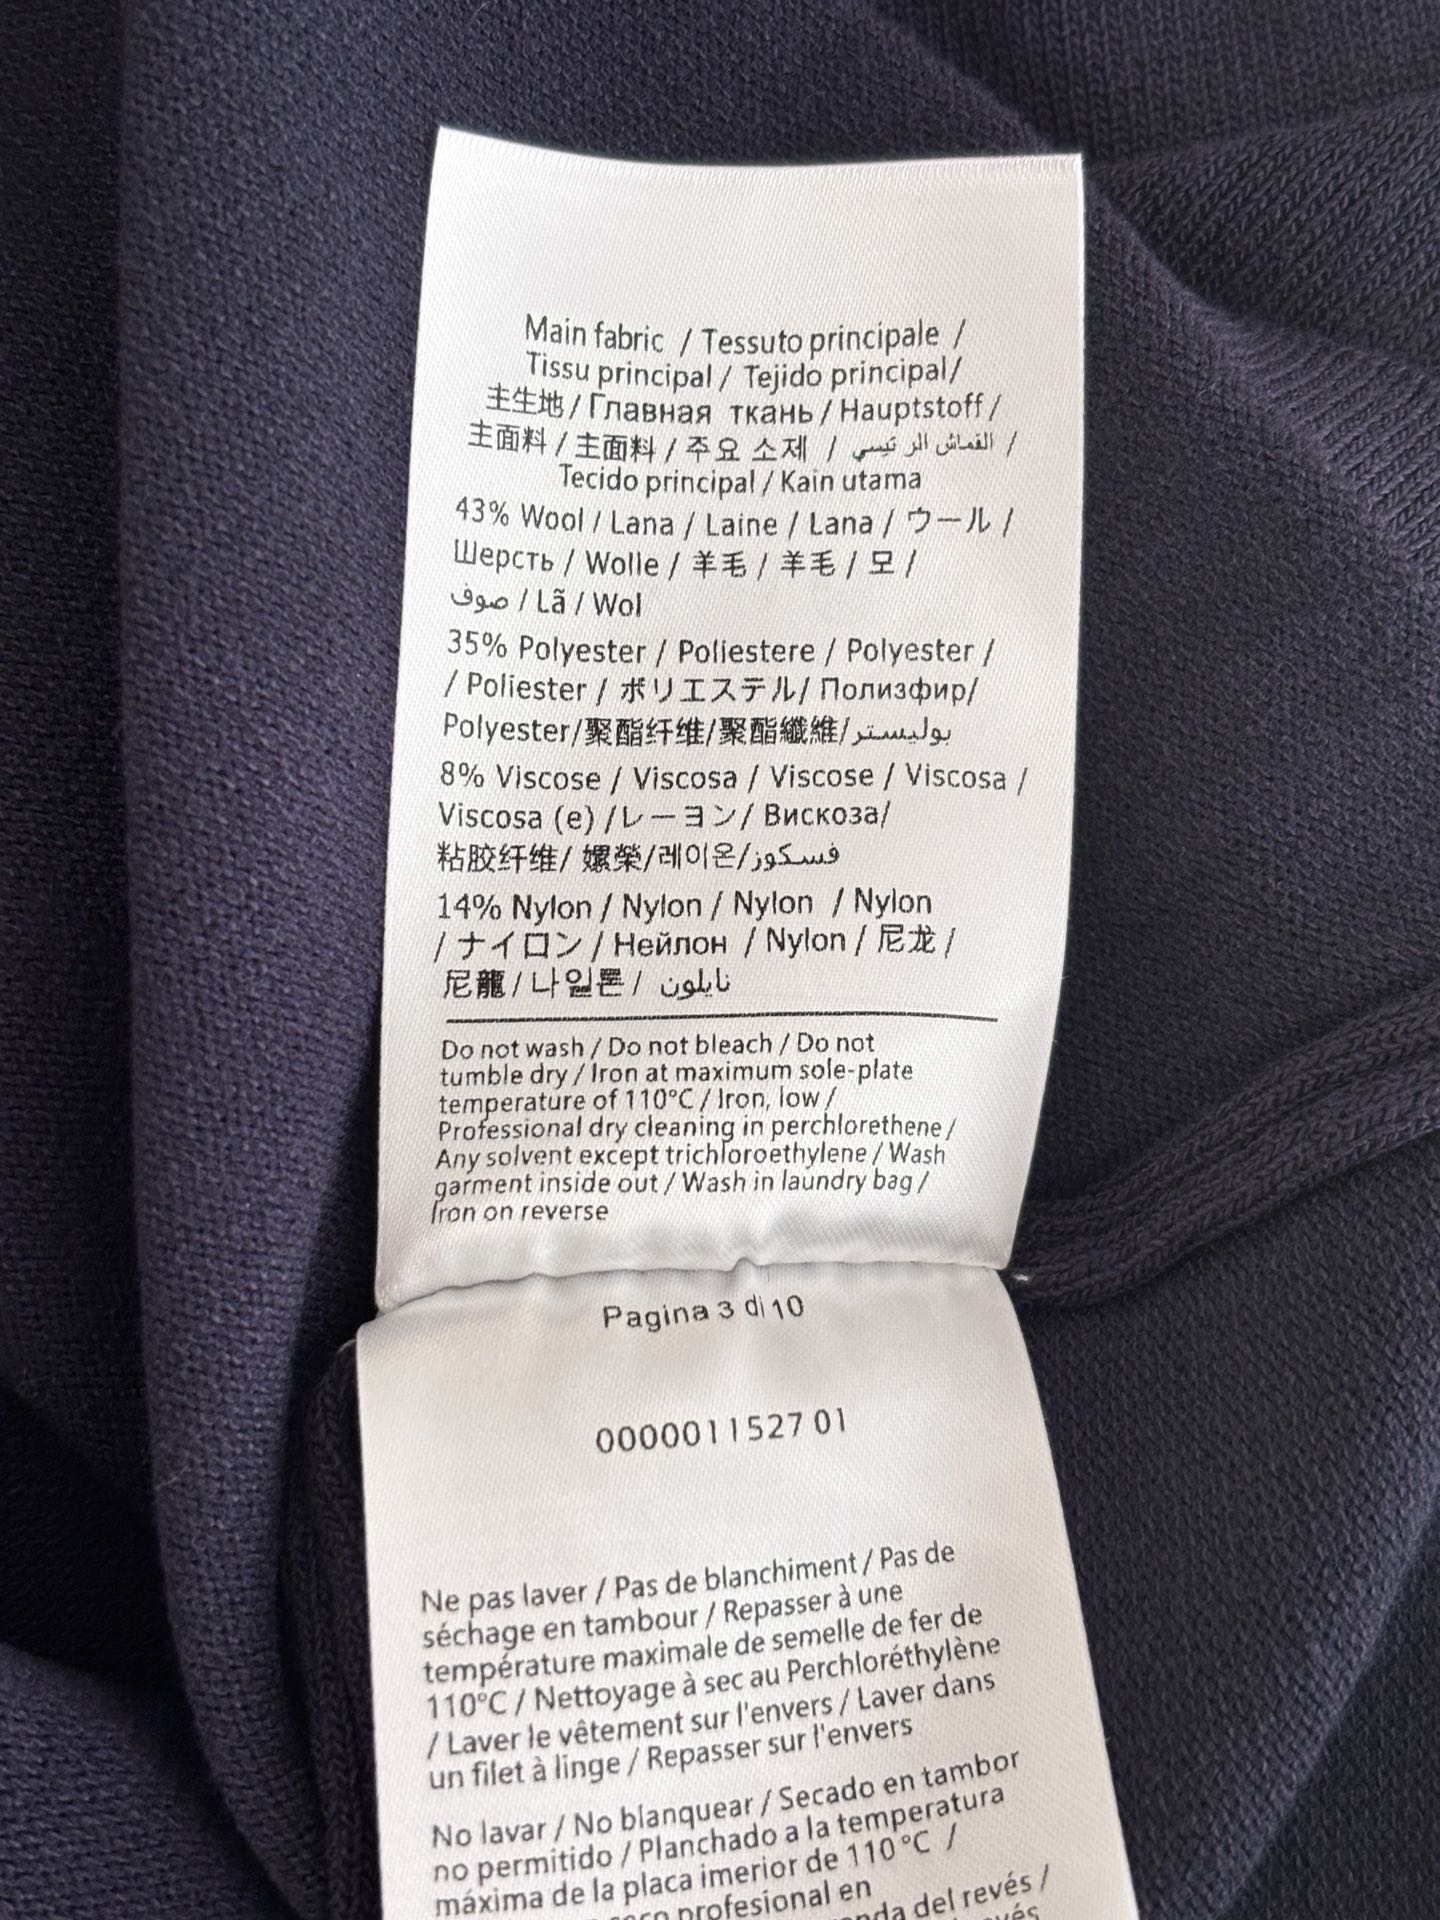 Main fabric / Tessuto principale /
Tissu principal / Tejido principal/
主生地/Главная ткань/Hauptstoff/
主面料/主面料/주요 소제 / القماش الر ئيسي /
Tecido principal / Kain utama
43% Wool / Lana / Laine / Lana / ウール /
Шерсть / Wolle / 羊毛 / 羊毛 / 모 /
صوف / Lã / Wol
35% Polyester / Poliestere / Polyester /
/ Poliester / ポリエステル/ Полизфир/
Polyester/聚酯纤维/聚酯纖維/بوليستر
8% Viscose / Viscosa / Viscose / Viscosa /
Viscosa (e) /レーヨン/ Вискоза/
粘胶纤维/ 嫘縈/레이온/فسكوز
14% Nylon / Nylon / Nylon / Nylon
/ ナイロン / Нейлон / Nylon / 尼龙 /
尼龍 / 나일론 / نايلون
Do not wash / Do not bleach / Do not
tumble dry / Iron at maximum sole-plate
temperature of 110°C / Iron, low /
Professional dry cleaning in perchlorethene /
Any solvent except trichloroethylene / Wash
garment inside out / Wash in laundry bag /
Iron on reverse
Pagina 3 di 10
0000011527 01
Ne pas laver / Pas de blanchiment / Pas de
séchage en tambour / Repasser à une
température maximale de semelle de fer de
110°C / Nettoyage à sec au Perchloréthylène
/ Laver le vêtement sur l'envers / Laver dans
un filet à linge / Repasser sur l'envers
No lavar / No blanquear / Secado en tambor
no permitido / Planchado a la temperatura
máxima de la placa imerior de 110 °C /
profesional en
del revés /